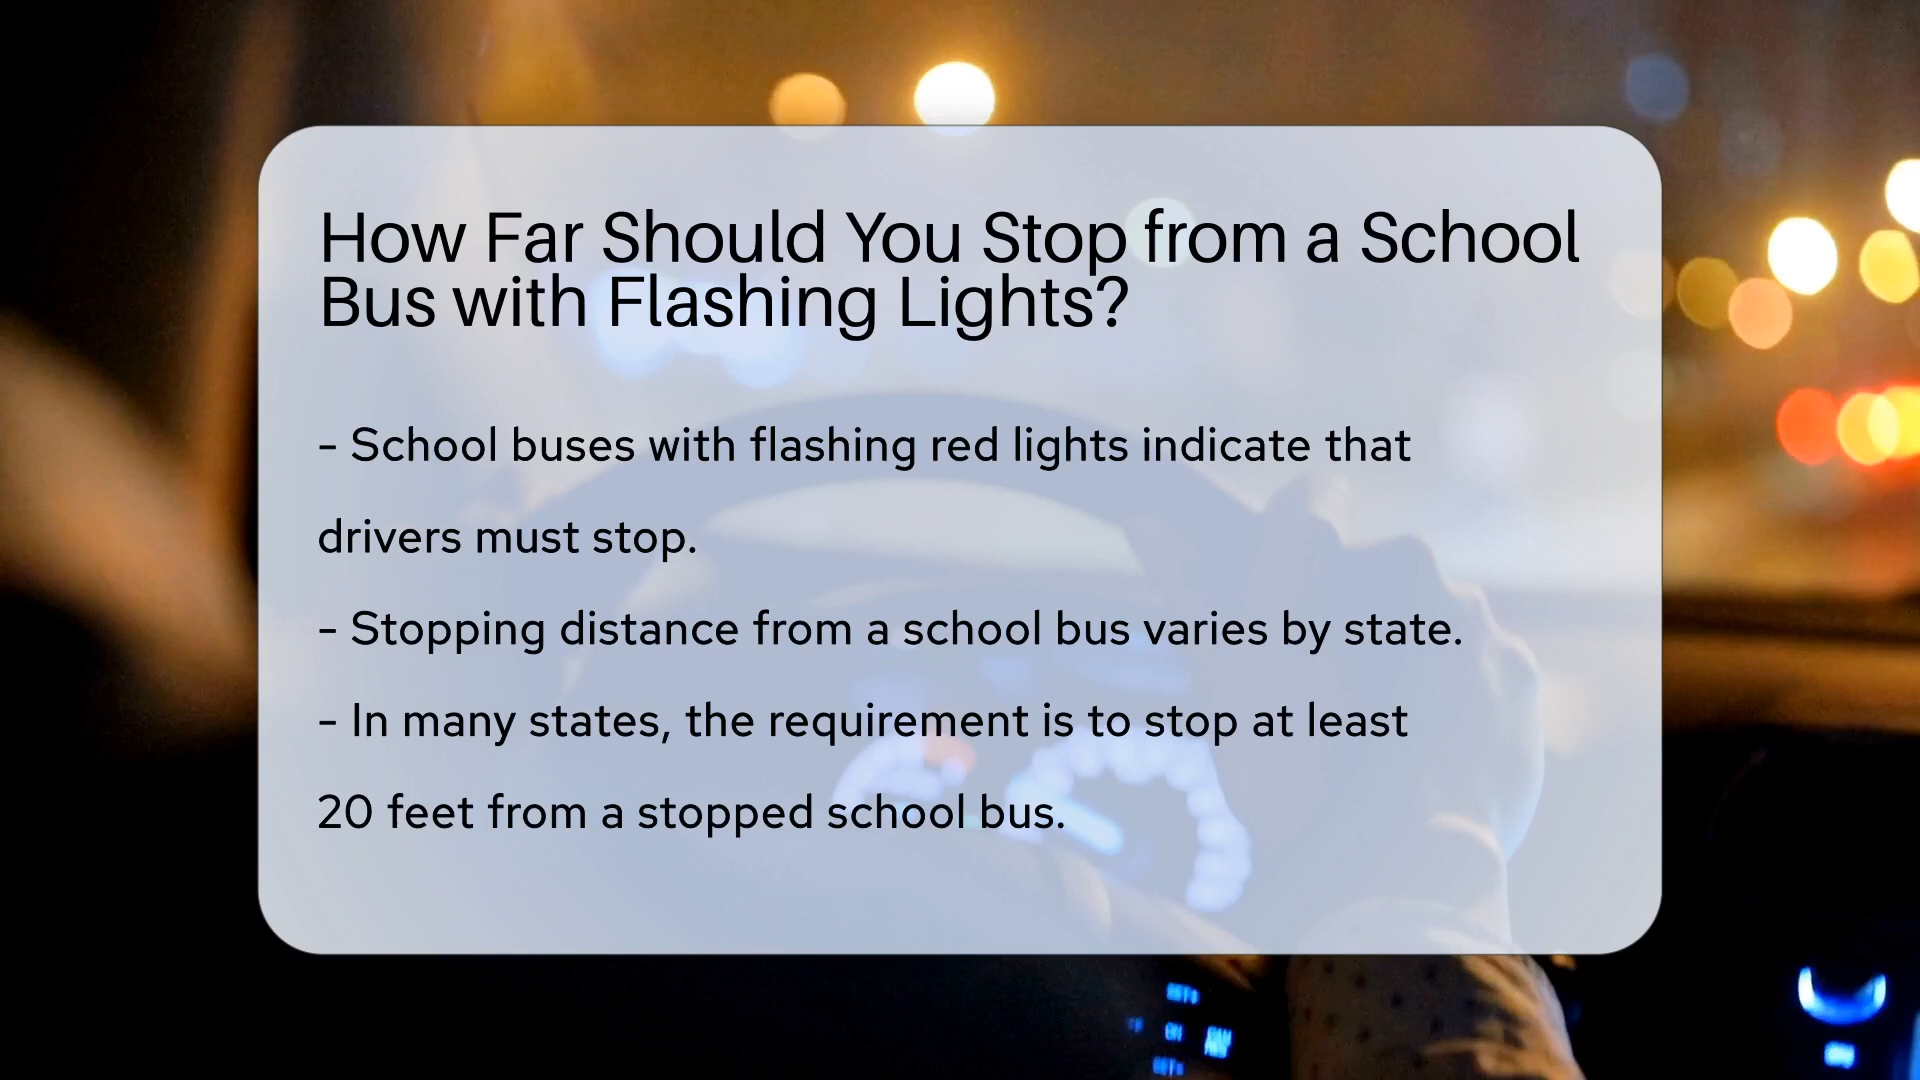 How Far Should You Stop from a School
Bus with Flashing Lights?
- School buses with flashing red lights indicate that
drivers must stop.
- Stopping distance from a school bus varies by state.
- In many states, the requirement is to stop at least
20 feet from a stopped school bus.